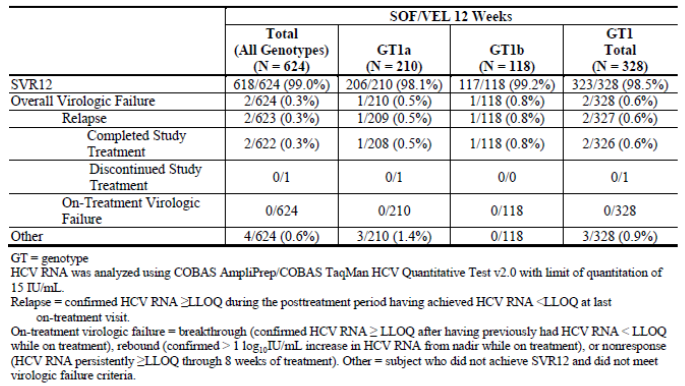 SOF/VEL 12 Weeks
Total
(All Genotypes)
(N = 624)
GT1a
(N = 210)
GT1b
(N = 118)
GT1
Total
(N = 328)
SVR12 618/624 (99.0%) 206/210 (98.1%) 117/118 (99.2%) 323/328 (98.5%)
Overall Virologic Failure 2/624 (0.3%) 1/210 (0.5%) 1/118 (0.8%) 2/328 (0.6%)
Relapse 2/623 (0.3%) 1/209 (0.5%) 1/118 (0.8%) 2/327 (0.6%)
Completed Study
Treatment 2/622 (0.3%) 1/208 (0.5%) 1/118 (0.8%) 2/326 (0.6%)
Discontinued Study
Treatment 0/1 0/1 0/0 0/1
On-Treatment Virologic
Failure 0/624 0/210 0/118 0/328
Other 4/624 (0.6%) 3/210 (1.4%) 0/118 3/328 (0.9%)
GT = genotype
HCV RNA was analyzed using COBAS AmpliPrep/COBAS TaqMan HCV Quantitative Test v2.0 with limit of quantitation of
15 IU/mL.
Relapse = confirmed HCV RNA ≥LLOQ during the posttreatment period having achieved HCV RNA <LLOQ at last
on-treatment visit.
On-treatment virologic failure = breakthrough (confirmed HCV RNA ≥ LLOQ after having previously had HCV RNA < LLOQ
while on treatment), rebound (confirmed > 1 log₁₀IU/mL increase in HCV RNA from nadir while on treatment), or nonresponse
(HCV RNA persistently ≥LLOQ through 8 weeks of treatment). Other = subject who did not achieve SVR12 and did not meet
virologic failure criteria.